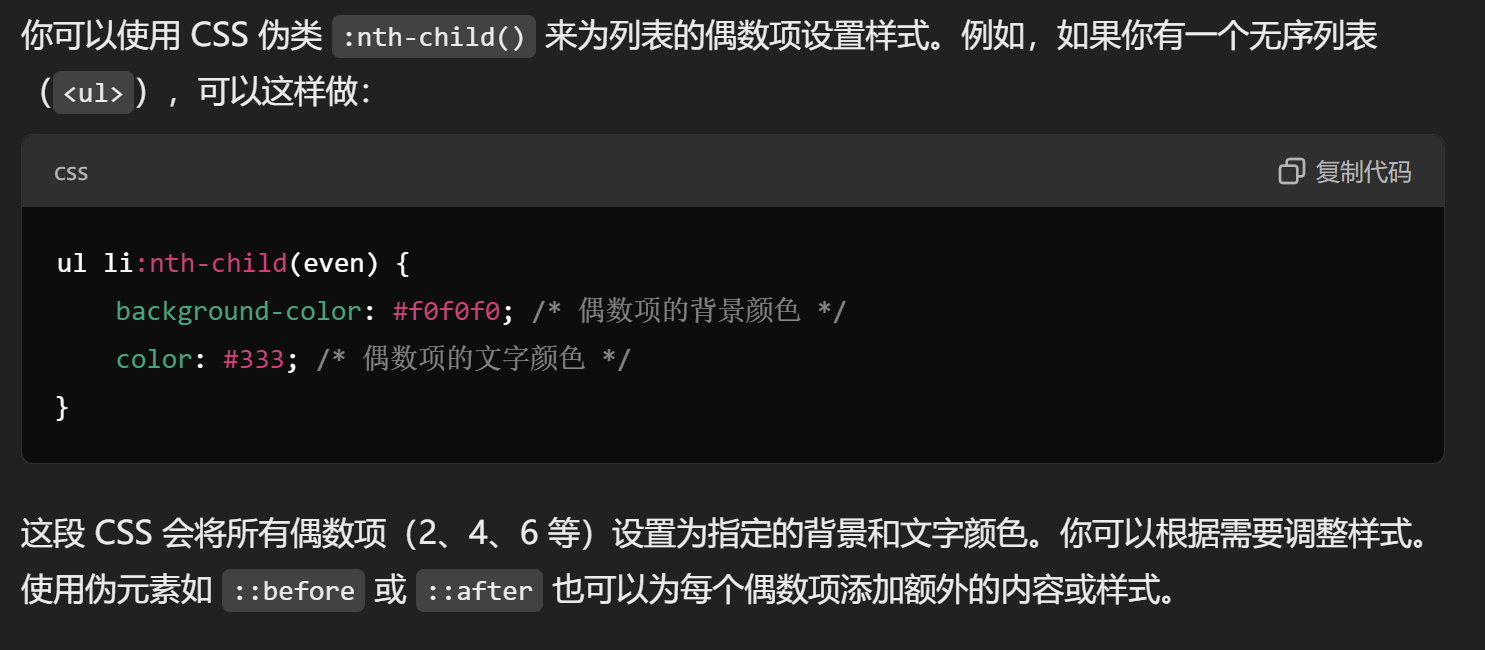 你可以使用 CSS 伪类 :nth-child() 来为列表的偶数项设置样式。例如，如果你有一个无序列表
（<ul>），可以这样做：
css 复制代码
ul li:nth-child(even) {
    background-color: #f0f0f0; /* 偶数项的背景颜色 */
    color: #333; /* 偶数项的文字颜色 */
}
这段 CSS 会将所有偶数项（2、4、6 等）设置为指定的背景和文字颜色。你可以根据需要调整样式。
使用伪元素如 ::before 或 ::after 也可以为每个偶数项添加额外的内容或样式。